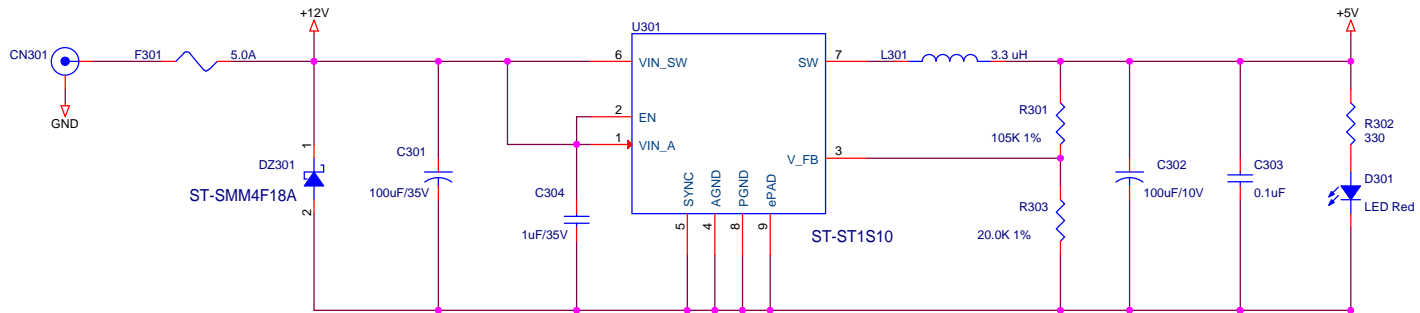 +12V
+5V
CN301
F301
5.0A
GND
U301
6
VIN_SW
2
EN
1
VIN_A
SW
7
V_FB
3
SYNC
AGND
PGND
ePAD
5
4
8
9
ST-ST1S10
L301
3.3 uH
R301
105K 1%
R303
20.0K 1%
1
DZ301
ST-SMM4F18A
2
C301
100uF/35V
C304
1uF/35V
C302
100uF/10V
C303
0.1uF
R302
330
D301
LED Red